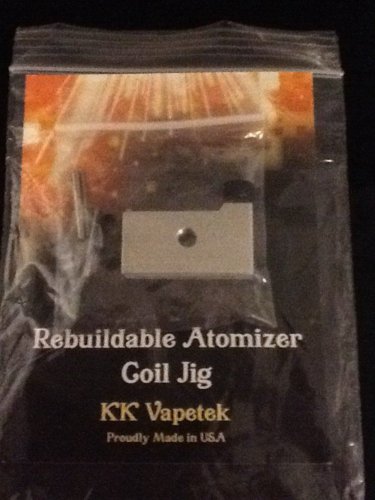 Rebuildable Atomizer
Coil Jig
KK Vapetek
Proudly Made in USA